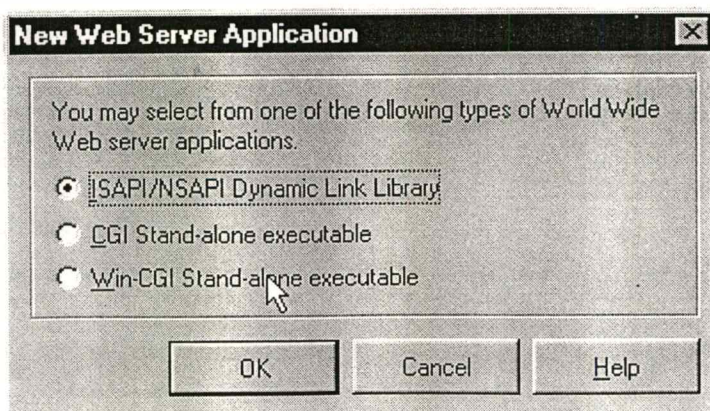 New Web Server Application
You may select from one of the following types of World Wide
Web server applications.
ISAPI/NSAPI Dynamic Link Library
CGI Stand-alone executable
Win-CGI Stand-alone executable
OK Cancel Help